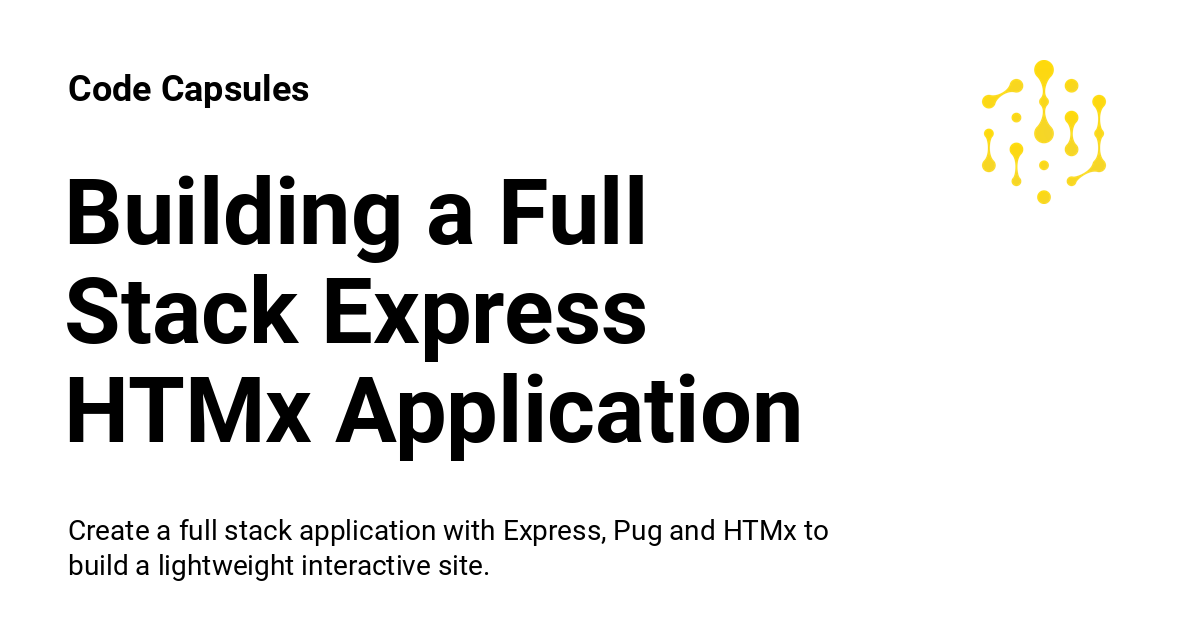 Code Capsules
Building a Full
Stack Express
HTMx Application
Create a full stack application with Express, Pug and HTMx to
build a lightweight interactive site.